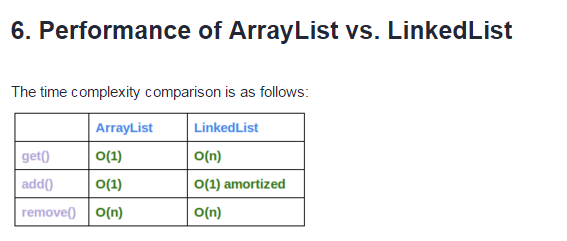 6. Performance of ArrayList vs. LinkedList
The time complexity comparison is as follows:
ArrayList LinkedList
get() O(1) O(n)
add() O(1) O(1) amortized
remove() O(n) O(n)